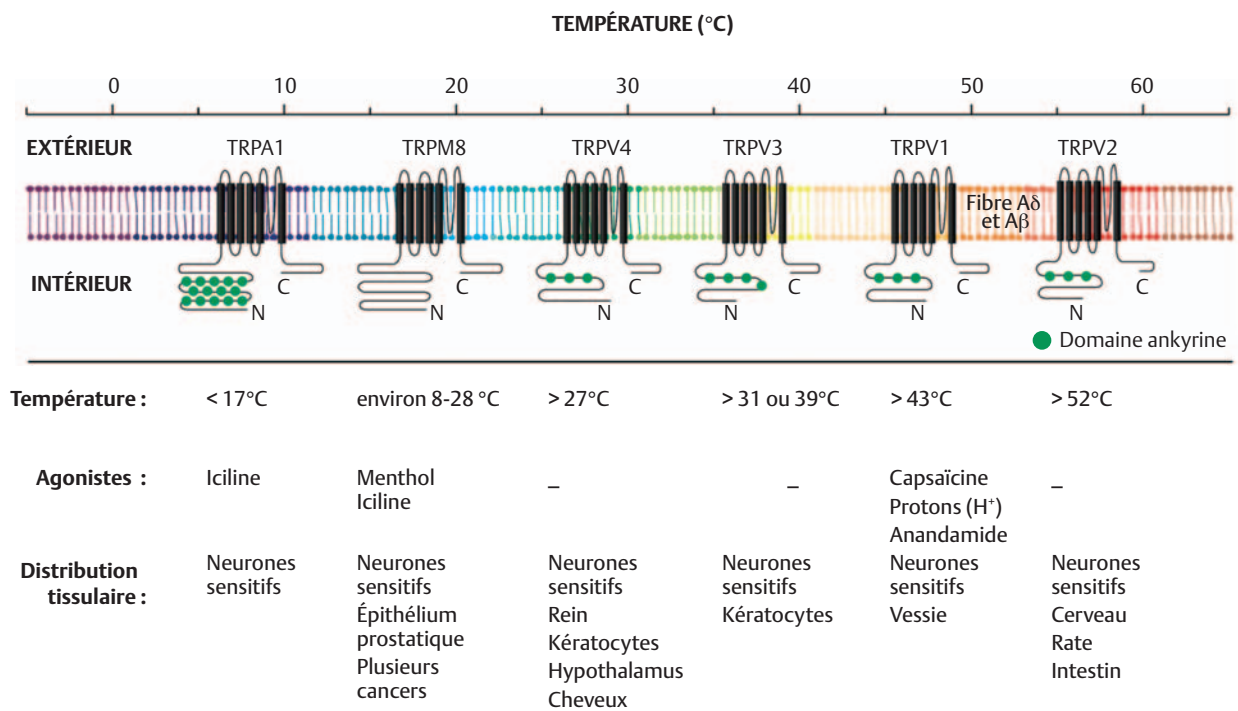 TEMPÉRATURE (°C)
0 10 20 30 40 50 60
EXTÉRIEUR TRPA1 TRPM8 TRPV4 TRPV3 TRPV1 TRPV2
Fibre Aδ
et Aβ
INTÉRIEUR C C C C C C
N N N N N N
Domaine ankyrine
Température : < 17°C environ 8-28 °C > 27°C > 31 ou 39°C > 43°C > 52°C
Agonistes : Iciline Menthol _ _ Capsaïcine _
Iciline Protons (H⁺)
Anandamide
Distribution Neurones Neurones Neurones Neurones Neurones Neurones
tissulaire : sensitifs sensitifs sensitifs sensitifs sensitifs sensitifs
Épithélium Rein Kératocytes Vessie Cerveau
prostatique Kératocytes Rate
Plusieurs Hypothalamus Intestin
cancers Cheveux